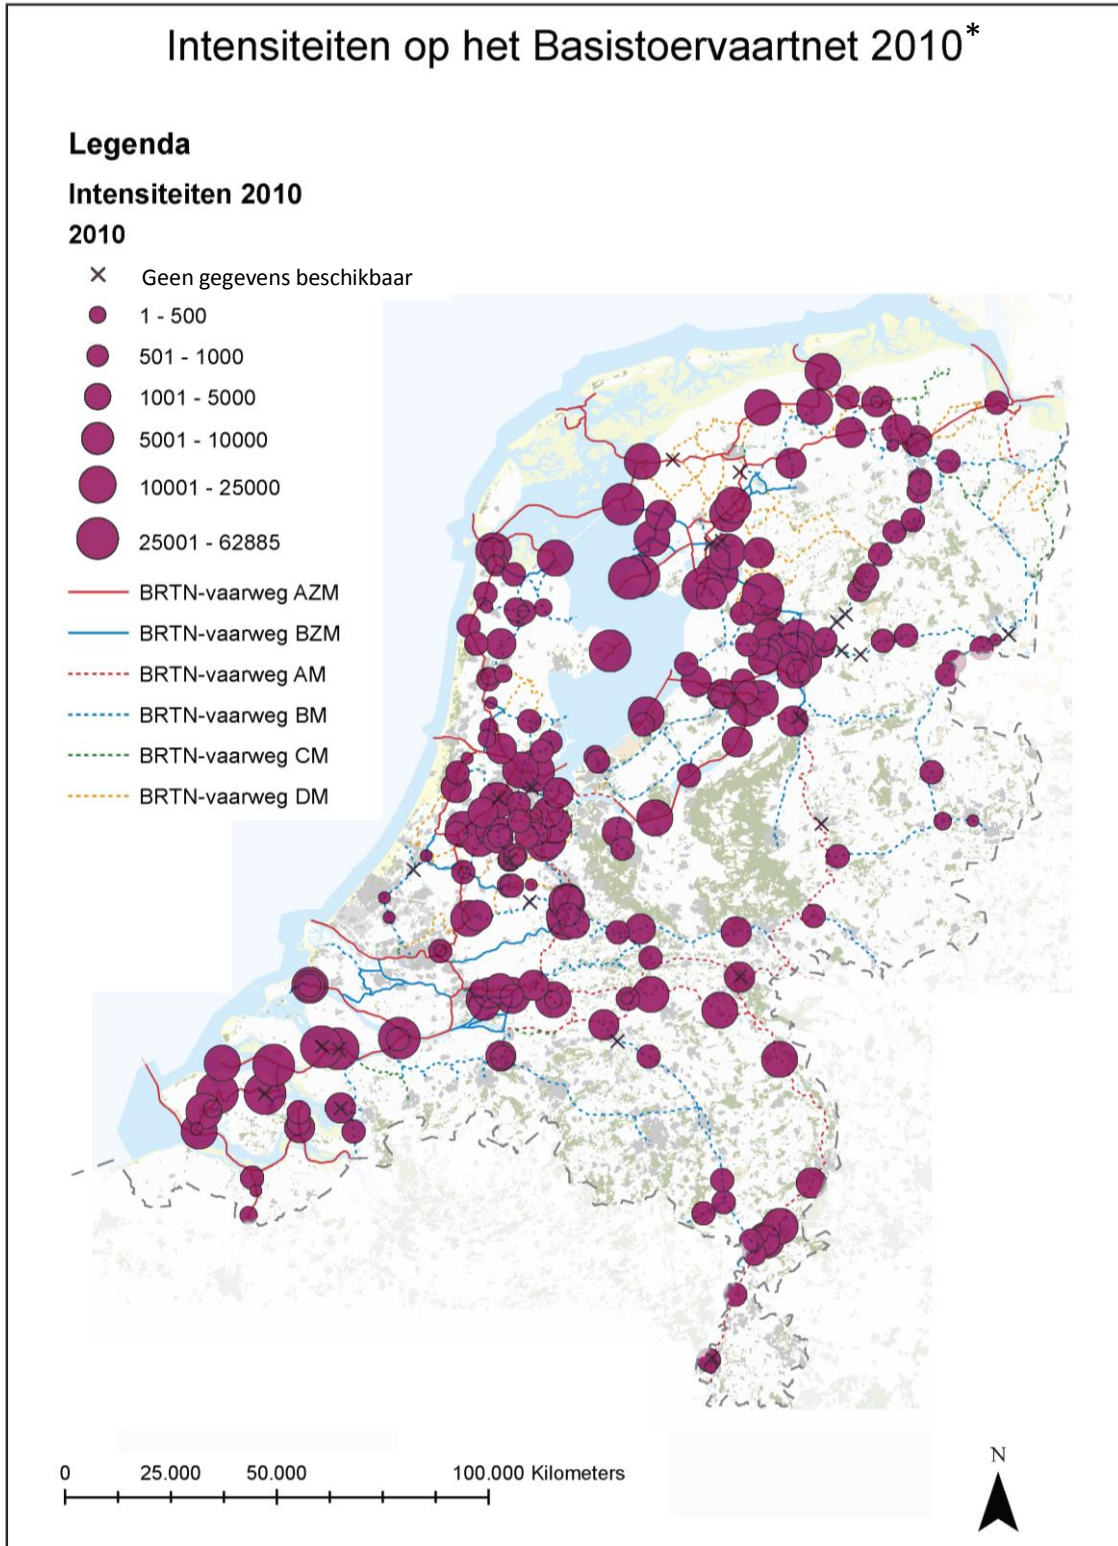 Intensiteiten op het Basistoervaartnet 2010*
Legenda
Intensiteiten 2010
2010
Geen gegevens beschikbaar
1 - 500
501 - 1000
1001 - 5000
5001 - 10000
10001 - 25000
25001 - 62885
BRTN-vaarweg AZM
BRTN-vaarweg BZM
BRTN-vaarweg AM
BRTN-vaarweg BM
BRTN-vaarweg CM
BRTN-vaarweg DM
0 25.000 50.000 100.000 Kilometers
N